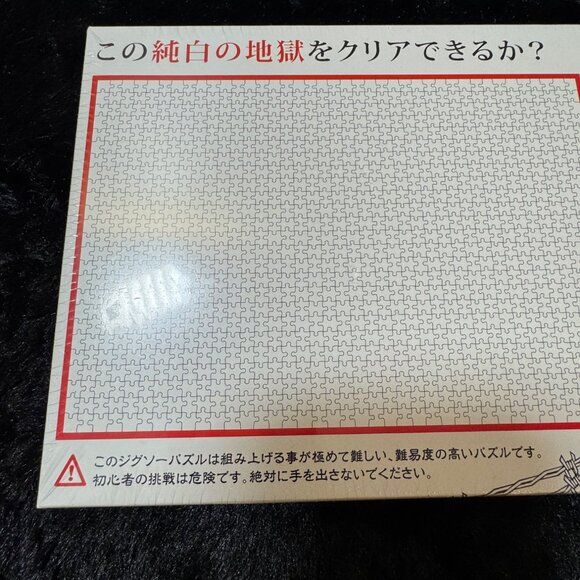 この純白の地獄をクリアできるか?
このジグソーパズルは組み上げる事が極めて難しい、難易度の高いパズルです。
初心者の挑戦は危険です。絶対に手を出さないでください。